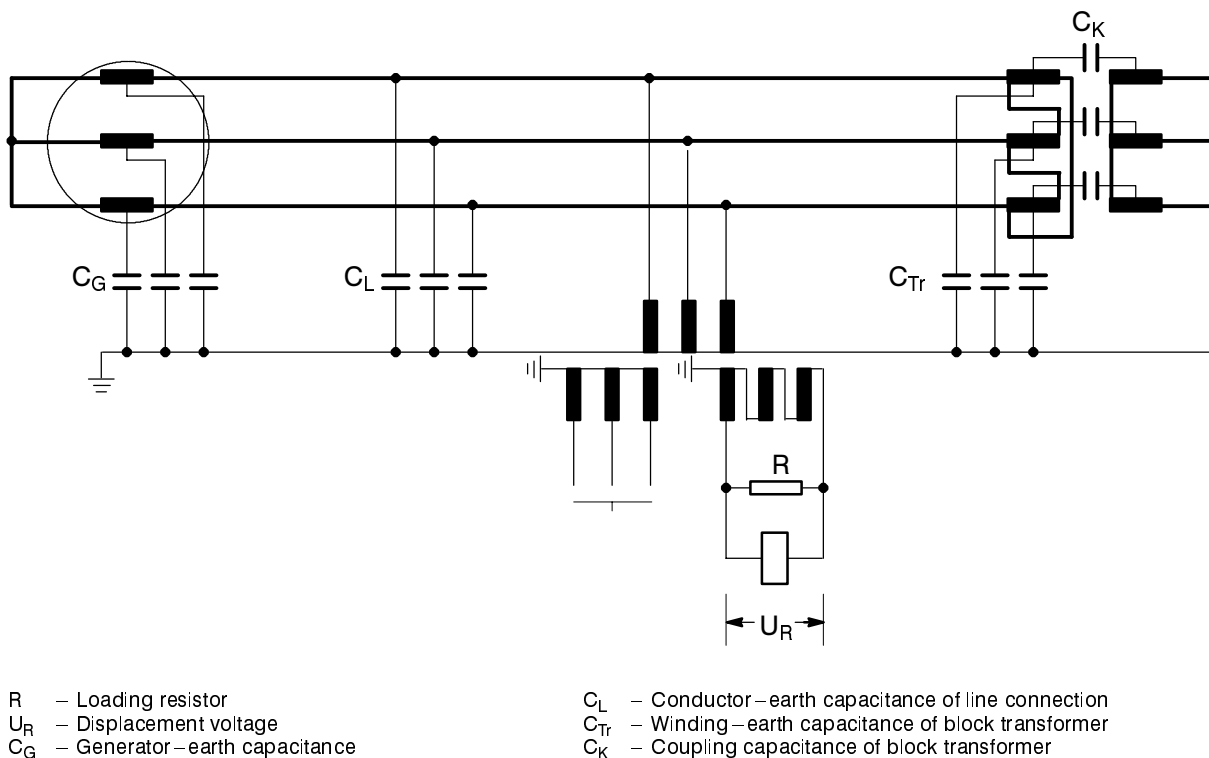 C_K
C_G
C_L
C_Tr
R
U_R
R – Loading resistor
U_R – Displacement voltage
C_G – Generator–earth capacitance
C_L – Conductor–earth capacitance of line connection
C_Tr – Winding–earth capacitance of block transformer
C_K – Coupling capacitance of block transformer